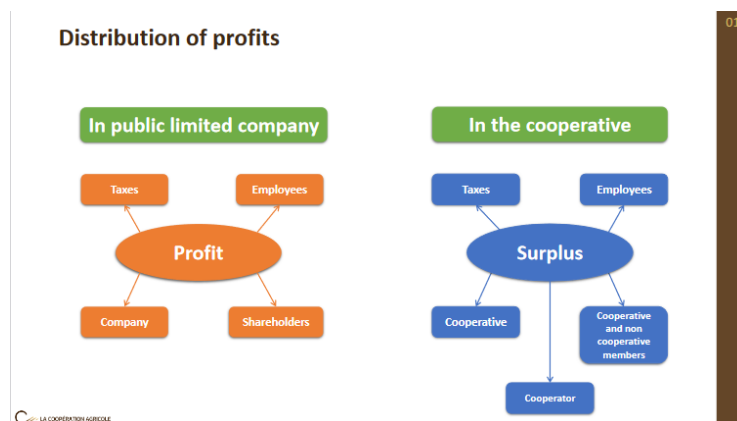 Distribution of profits
01
In public limited company
In the cooperative
Taxes
Employees
Profit
Company
Shareholders
Taxes
Employees
Surplus
Cooperative
Cooperative
and non
cooperative
members
Cooperator
LA COOPÉRATION AGRICOLE